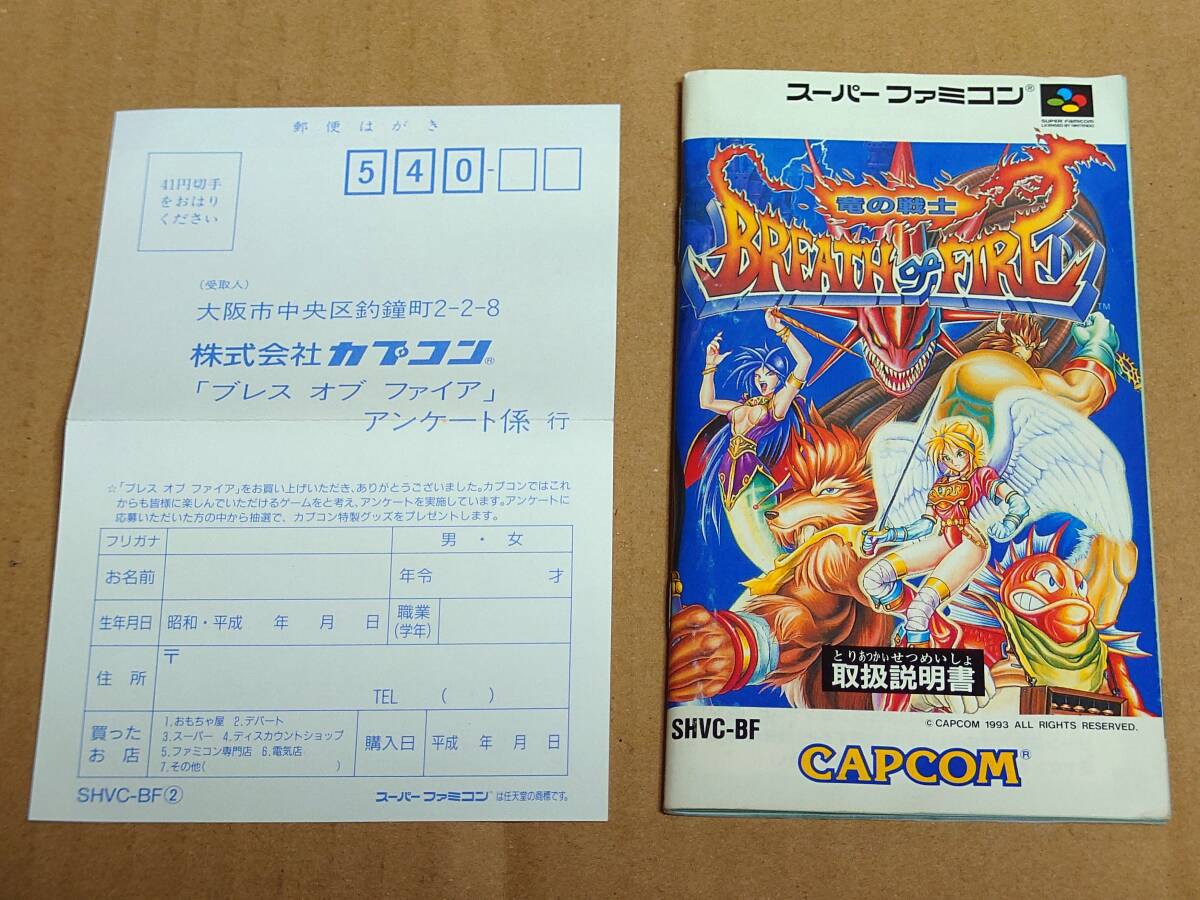 郵便はがき
41円切手
をおはり
ください
540-
(受取人)
大阪市中央区釣鐘町2-2-8
株式会社 カプコン®
「ブレス オブ ファイア」
アンケート係 行
☆「ブレス オブ ファイア」をお買い上げいただき、ありがとうございました。カプコンではこれ
からも皆様に楽しんでいただけるゲームをと考え、アンケートを実施しています。アンケートに
応募いただいた方の中から抽選で、カプコン特製グッズをプレゼントします。
フリガナ 男・女
お名前 年令 才
生年月日 昭和・平成 年 月 日 職業
(学年)
住所 〒
TEL ( )
買った
お店
1.おもちゃ屋 2.デパート
3.スーパー 4.ディスカウントショップ
5.ファミコン専門店 6.電気店
7.その他( )
購入日 平成 年 月 日
SHVC-BF②
スーパーファミコン®は任天堂の商標です。
スーパーファミコン®
SUPER FAMICOM
LICENSED BY NINTENDO
竜の戦士
BREATH of FIRE
TM
とりあつかいせつめいしょ
取扱説明書
SHVC-BF
© CAPCOM 1993 ALL RIGHTS RESERVED.
CAPCOM®